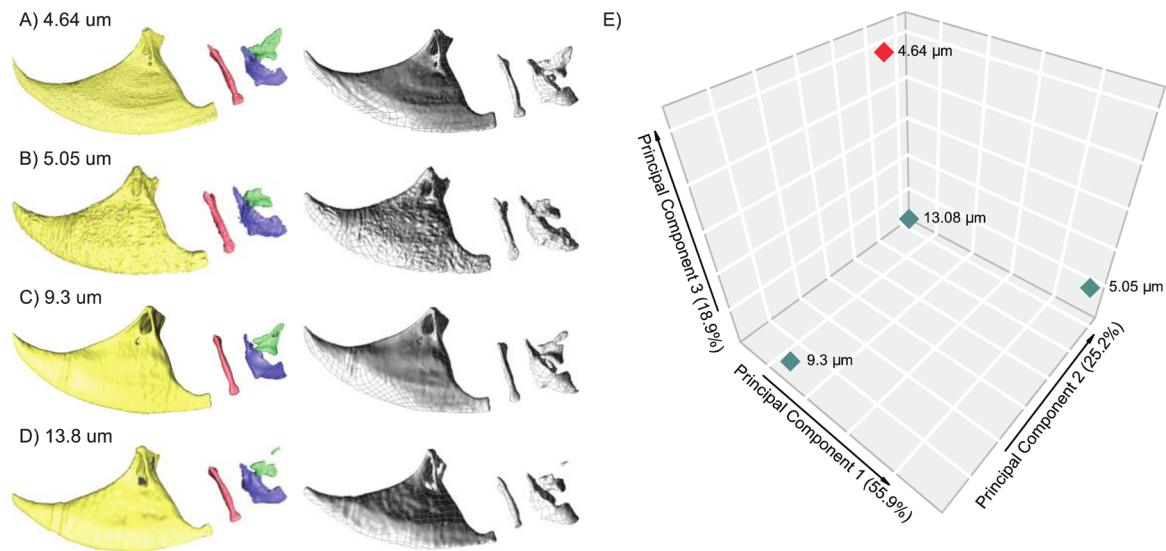 A) 4.64 um
B) 5.05 um
C) 9.3 um
D) 13.8 um
E)
4.64 µm
13.08 µm
5.05 µm
9.3 µm
Principal Component 3 (18.9%)
Principal Component 1 (55.9%)
Principal Component 2 (25.2%)